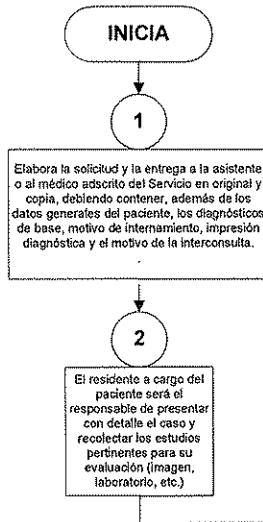 INICIA
1
Elabora la solicitud y la entrega a la asistente
o al médico adscrito del Servicio en original y
copia, debiendo contener, además de los
datos generales del paciente, los diagnósticos
de base, motivo de internamiento, impresión
diagnóstica y el motivo de la interconsulta.
.
2
El residente a cargo del
paciente será el
responsable de presentar
con detalle el caso y
recolectar los estudios
pertinentes para su
evaluación (imagen,
laboratorio, etc.)